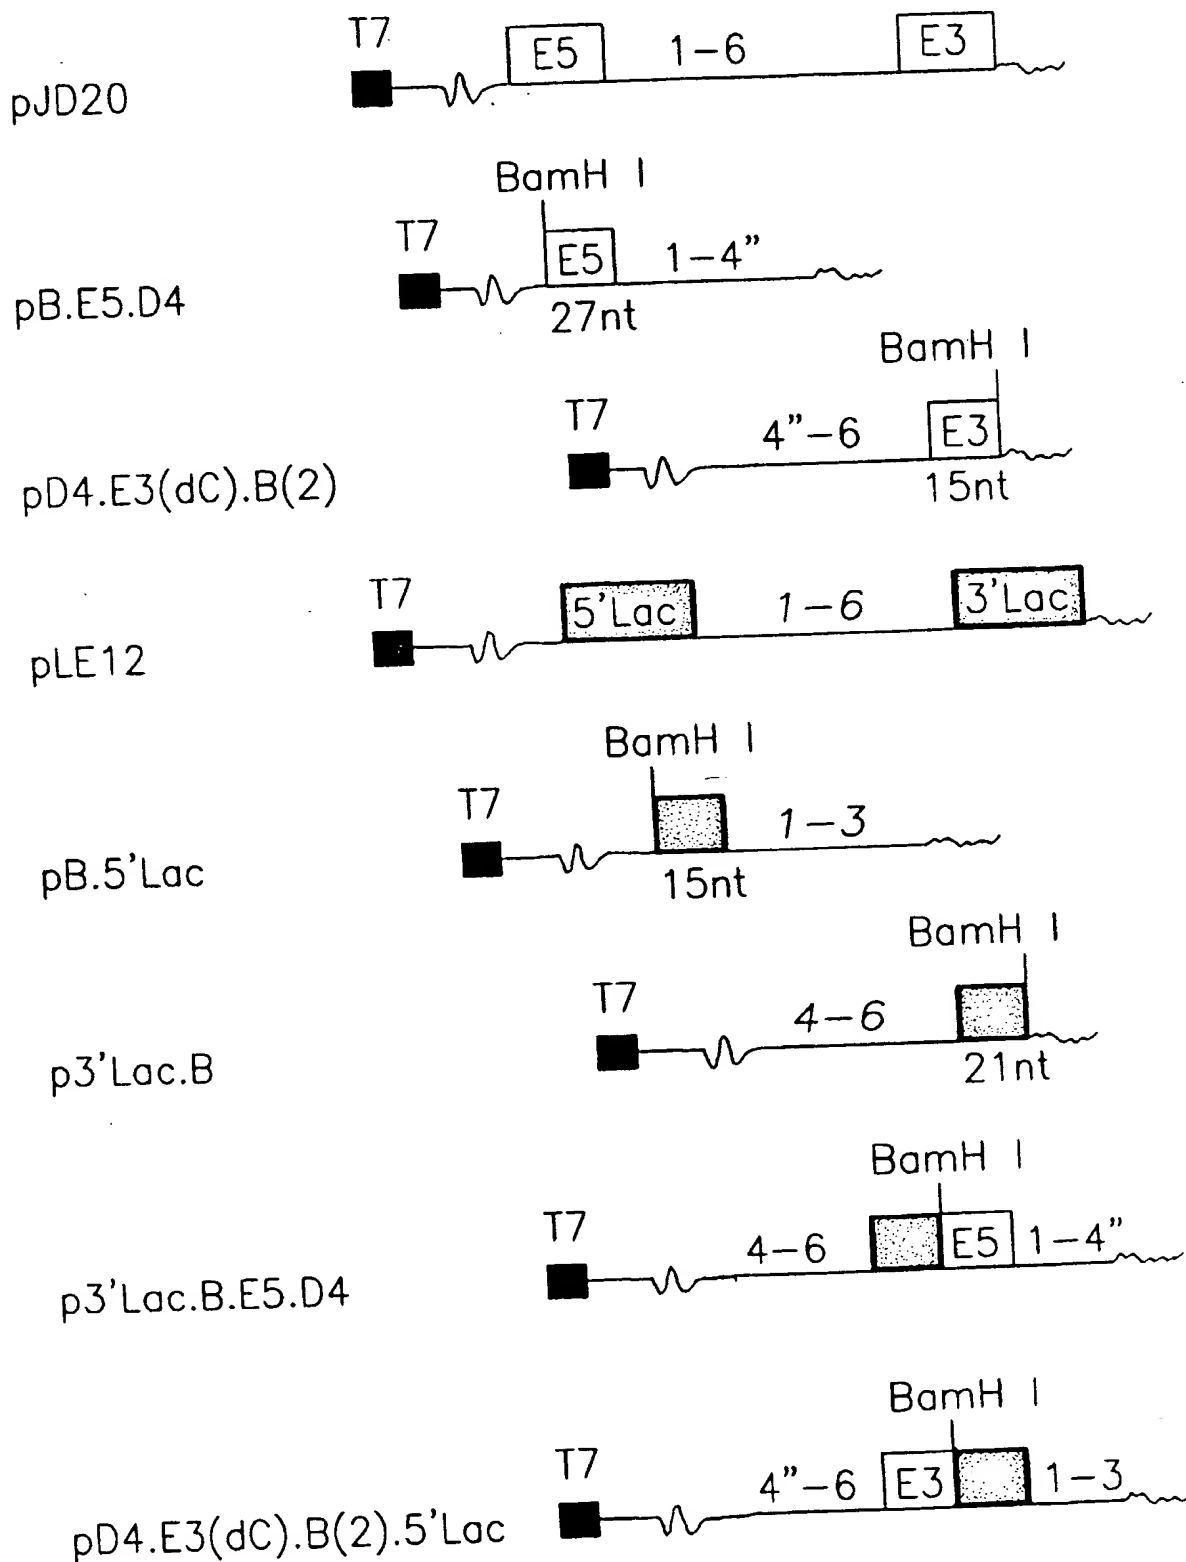 T7 E5 1-6 E3
pJD20
BamH I
T7 E5 1-4"
pB.E5.D4 27nt
BamH I
T7 4"-6 E3
pD4.E3(dC).B(2) 15nt
T7 5'Lac 1-6 3'Lac
pLE12
BamH I
T7 1-3
pB.5'Lac 15nt
BamH I
T7 4-6
p3'Lac.B 21nt
BamH I
T7 4-6 E5 1-4"
p3'Lac.B.E5.D4
BamH I
T7 4"-6 E3 1-3
pD4.E3(dC).B(2).5'Lac